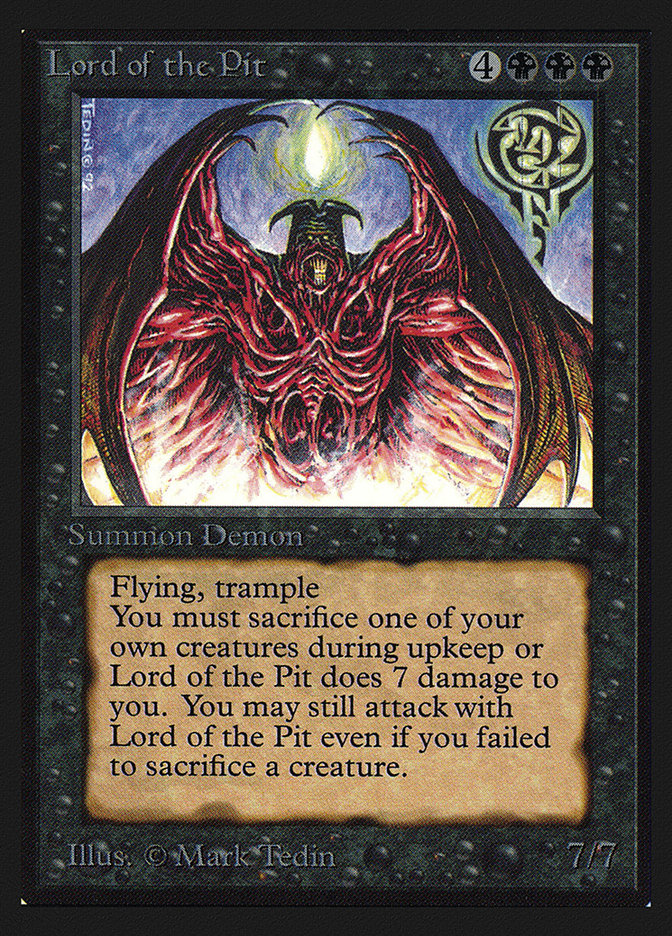 Lord of the Pit
4
TEDIN © 92
Summon Demon
Flying, trample
You must sacrifice one of your
own creatures during upkeep or
Lord of the Pit does 7 damage to
you. You may still attack with
Lord of the Pit even if you failed
to sacrifice a creature.
Illus. © Mark Tedin
7/7